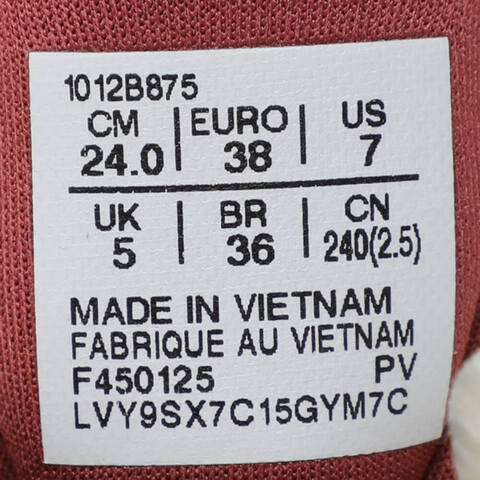 1012B875
CM EURO US
24.0 38 7
UK BR CN
5 36 240(2.5)
MADE IN VIETNAM
FABRIQUE AU VIETNAM
F450125 PV
LVY9SX7C15GYM7C